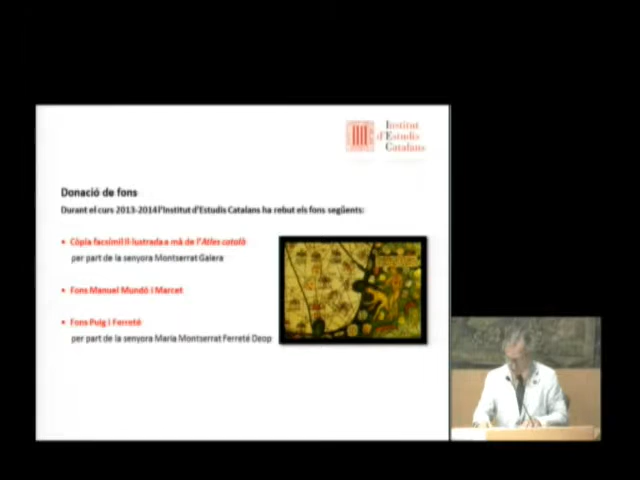 Institut
d'Estudis
Catalans
Donació de fons
Durant el curs 2013-2014 l'Institut d'Estudis Catalans ha rebut els fons següents:
• Còpia facsímil il·lustrada a mà de l'Atles català
per part de la senyora Montserrat Galera
• Fons Manuel Mundó i Marcet
• Fons Puig i Ferreté
per part de la senyora Maria Montserrat Ferreté Deop